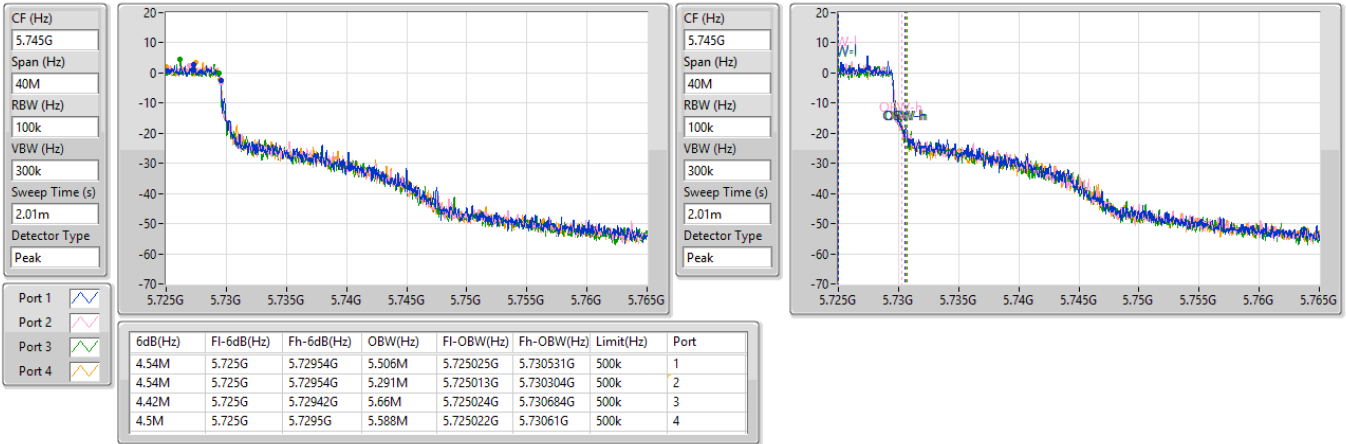 CF (Hz)
5.745G
Span (Hz)
40M
RBW (Hz)
100k
VBW (Hz)
300k
Sweep Time (s)
2.01m
Detector Type
Peak
20
10
0
-10
-20
-30
-40
-50
-60
-70
5.725G 5.73G 5.735G 5.74G 5.745G 5.75G 5.755G 5.76G 5.765G
CF (Hz)
5.745G
Span (Hz)
40M
RBW (Hz)
100k
VBW (Hz)
300k
Sweep Time (s)
2.01m
Detector Type
Peak
20
10
0
-10
-20
-30
-40
-50
-60
-70
W-l
W-l
OBW-h
OBW-h
5.725G 5.73G 5.735G 5.74G 5.745G 5.75G 5.755G 5.76G 5.765G
Port 1
Port 2
Port 3
Port 4
6dB(Hz) Fl-6dB(Hz) Fh-6dB(Hz) OBW(Hz) Fl-OBW(Hz) Fh-OBW(Hz) Limit(Hz) Port
4.54M 5.725G 5.72954G 5.506M 5.725025G 5.730531G 500k 1
4.54M 5.725G 5.72954G 5.291M 5.725013G 5.730304G 500k 2
4.42M 5.725G 5.72942G 5.66M 5.725024G 5.730684G 500k 3
4.5M 5.725G 5.7295G 5.588M 5.725022G 5.73061G 500k 4